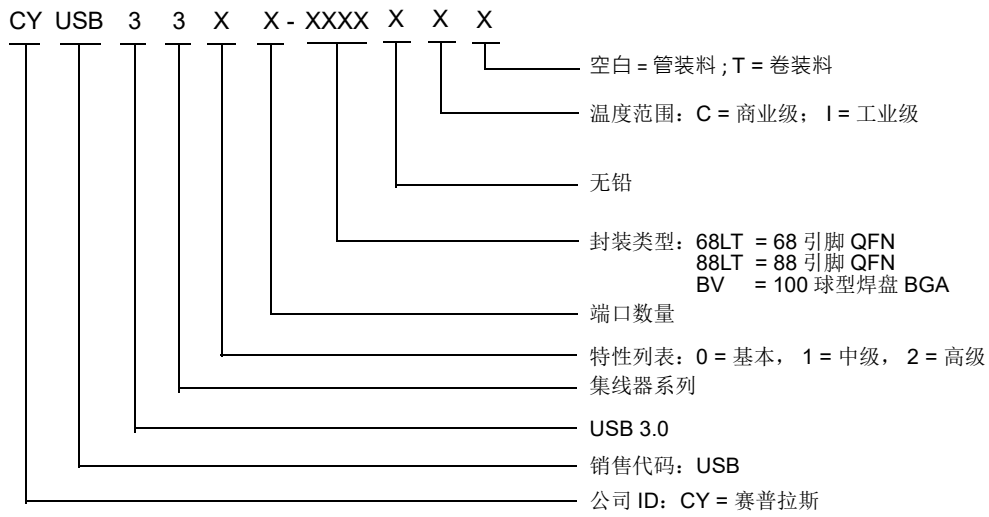 CY USB 3 3 X X - XXXX X X X
空白 = 管装料 ; T = 卷装料
温度范围：C = 商业级； I = 工业级
无铅
封装类型：68LT = 68 引脚 QFN
88LT = 88 引脚 QFN
BV = 100 球型焊盘 BGA
端口数量
特性列表：0 = 基本， 1 = 中级， 2 = 高级
集线器系列
USB 3.0
销售代码：USB
公司 ID：CY = 赛普拉斯